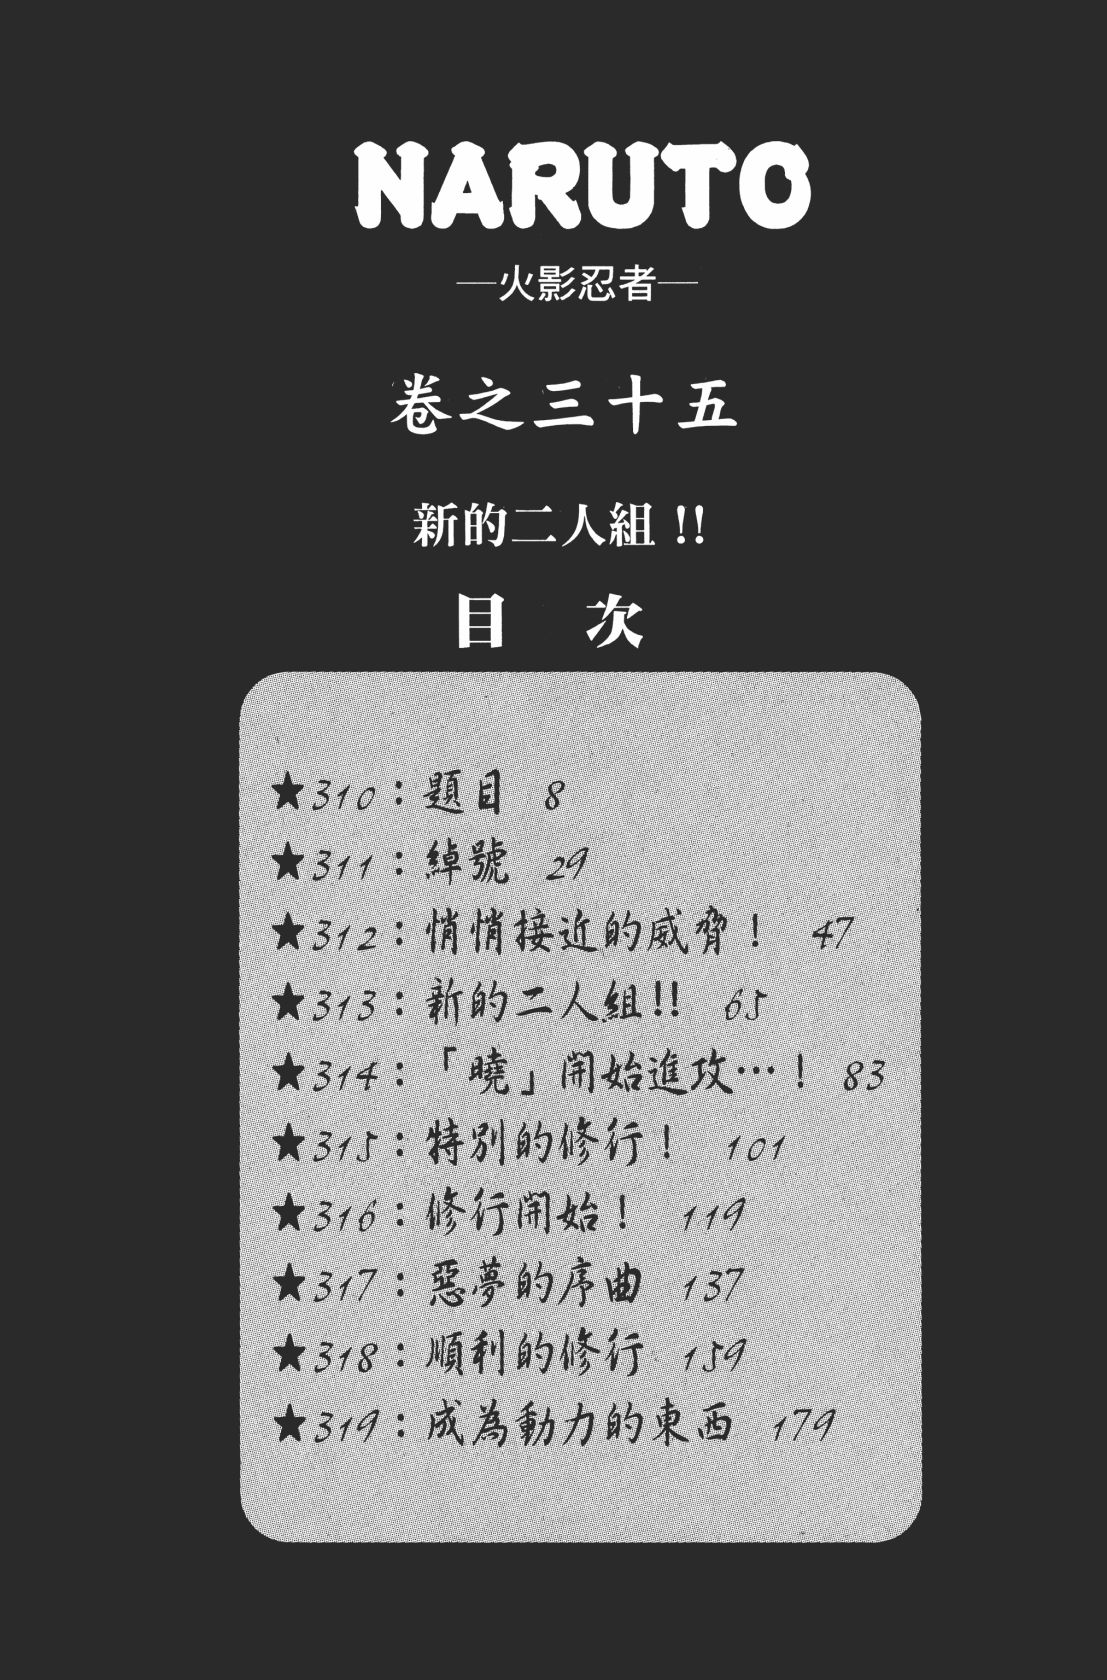 NARUTO
—火影忍者—
卷之三十五
新的二人組!!
目 次
★310：題目 8
★311：綽號 29
★312：悄悄接近的威脅！ 47
★313：新的二人組!! 65
★314：「曉」開始進攻…！ 83
★315：特別的修行！ 101
★316：修行開始！ 119
★317：惡夢的序曲 137
★318：順利的修行 159
★319：成為動力的東西 179